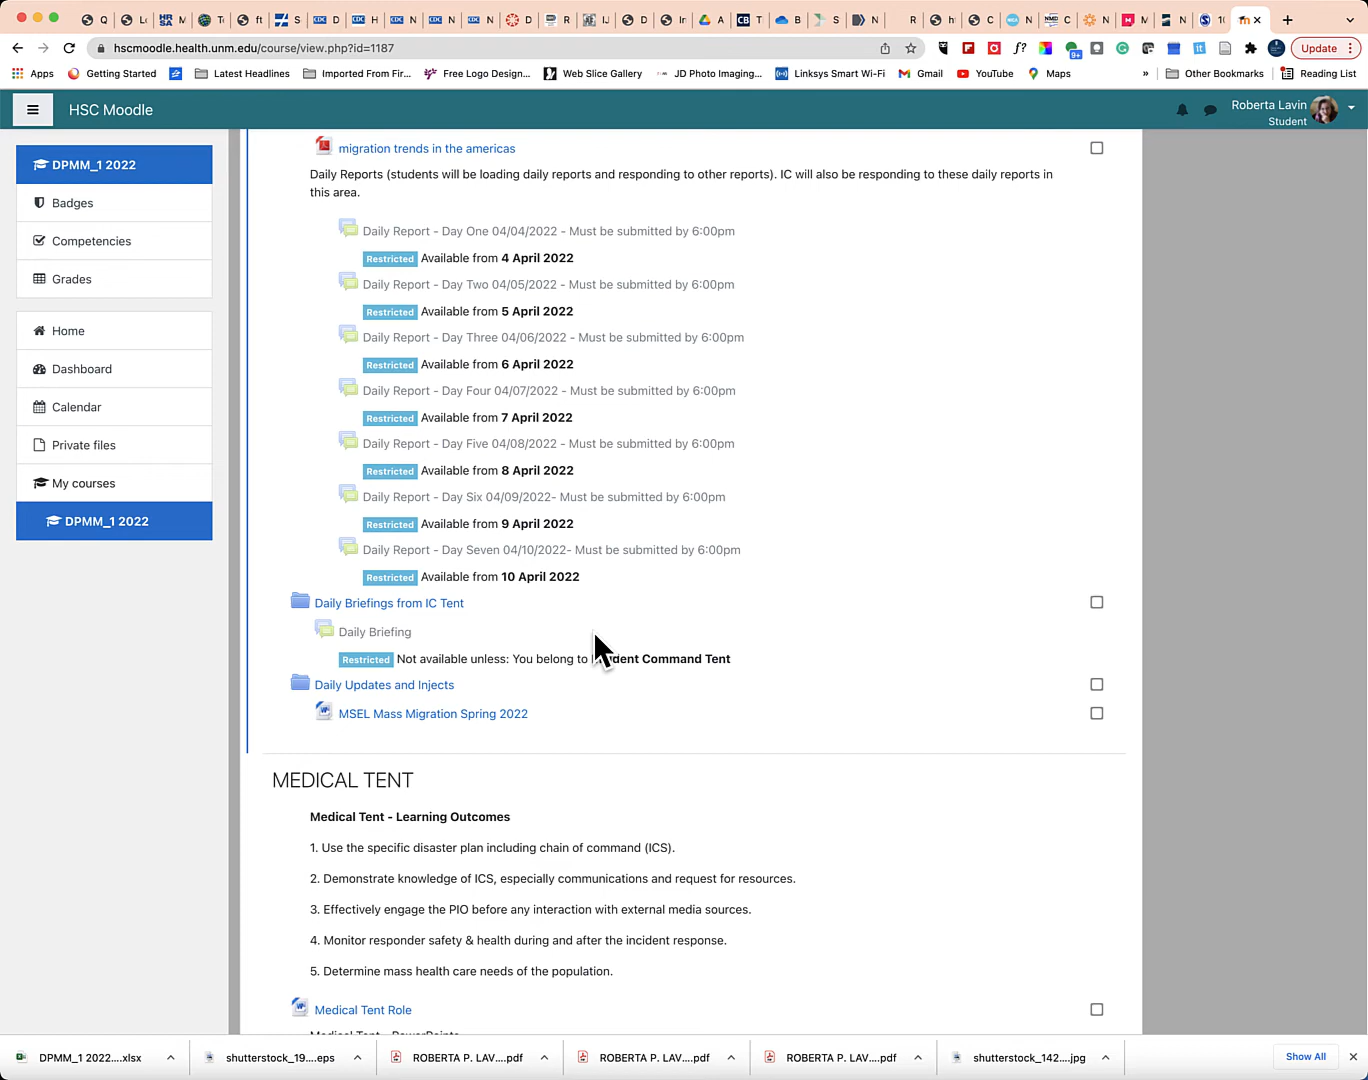 hscmoodle.health.unm.edu/course/view.php?id=1187
Update
Apps
Getting Started
Latest Headlines
Imported From Fir...
Free Logo Design...
Web Slice Gallery
JD Photo Imaging...
Linksys Smart Wi-Fi
Gmail
YouTube
Maps
»
Other Bookmarks
Reading List
HSC Moodle
Roberta Lavin
Student
DPMM_1 2022
Badges
Competencies
Grades
Home
Dashboard
Calendar
Private files
My courses
DPMM_1 2022
migration trends in the americas
Daily Reports (students will be loading daily reports and responding to other reports). IC will also be responding to these daily reports in
this area.
Daily Report - Day One 04/04/2022 - Must be submitted by 6:00pm
Restricted Available from 4 April 2022
Daily Report - Day Two 04/05/2022 - Must be submitted by 6:00pm
Restricted Available from 5 April 2022
Daily Report - Day Three 04/06/2022 - Must be submitted by 6:00pm
Restricted Available from 6 April 2022
Daily Report - Day Four 04/07/2022 - Must be submitted by 6:00pm
Restricted Available from 7 April 2022
Daily Report - Day Five 04/08/2022 - Must be submitted by 6:00pm
Restricted Available from 8 April 2022
Daily Report - Day Six 04/09/2022- Must be submitted by 6:00pm
Restricted Available from 9 April 2022
Daily Report - Day Seven 04/10/2022- Must be submitted by 6:00pm
Restricted Available from 10 April 2022
Daily Briefings from IC Tent
Daily Briefing
Restricted Not available unless: You belong to Incident Command Tent
Daily Updates and Injects
MSEL Mass Migration Spring 2022
MEDICAL TENT
Medical Tent - Learning Outcomes
1. Use the specific disaster plan including chain of command (ICS).
2. Demonstrate knowledge of ICS, especially communications and request for resources.
3. Effectively engage the PIO before any interaction with external media sources.
4. Monitor responder safety & health during and after the incident response.
5. Determine mass health care needs of the population.
Medical Tent Role
Medical Tent - PowerPoints
DPMM_1 2022....xlsx
shutterstock_19....eps
ROBERTA P. LAV....pdf
ROBERTA P. LAV....pdf
ROBERTA P. LAV....pdf
shutterstock_142....jpg
Show All